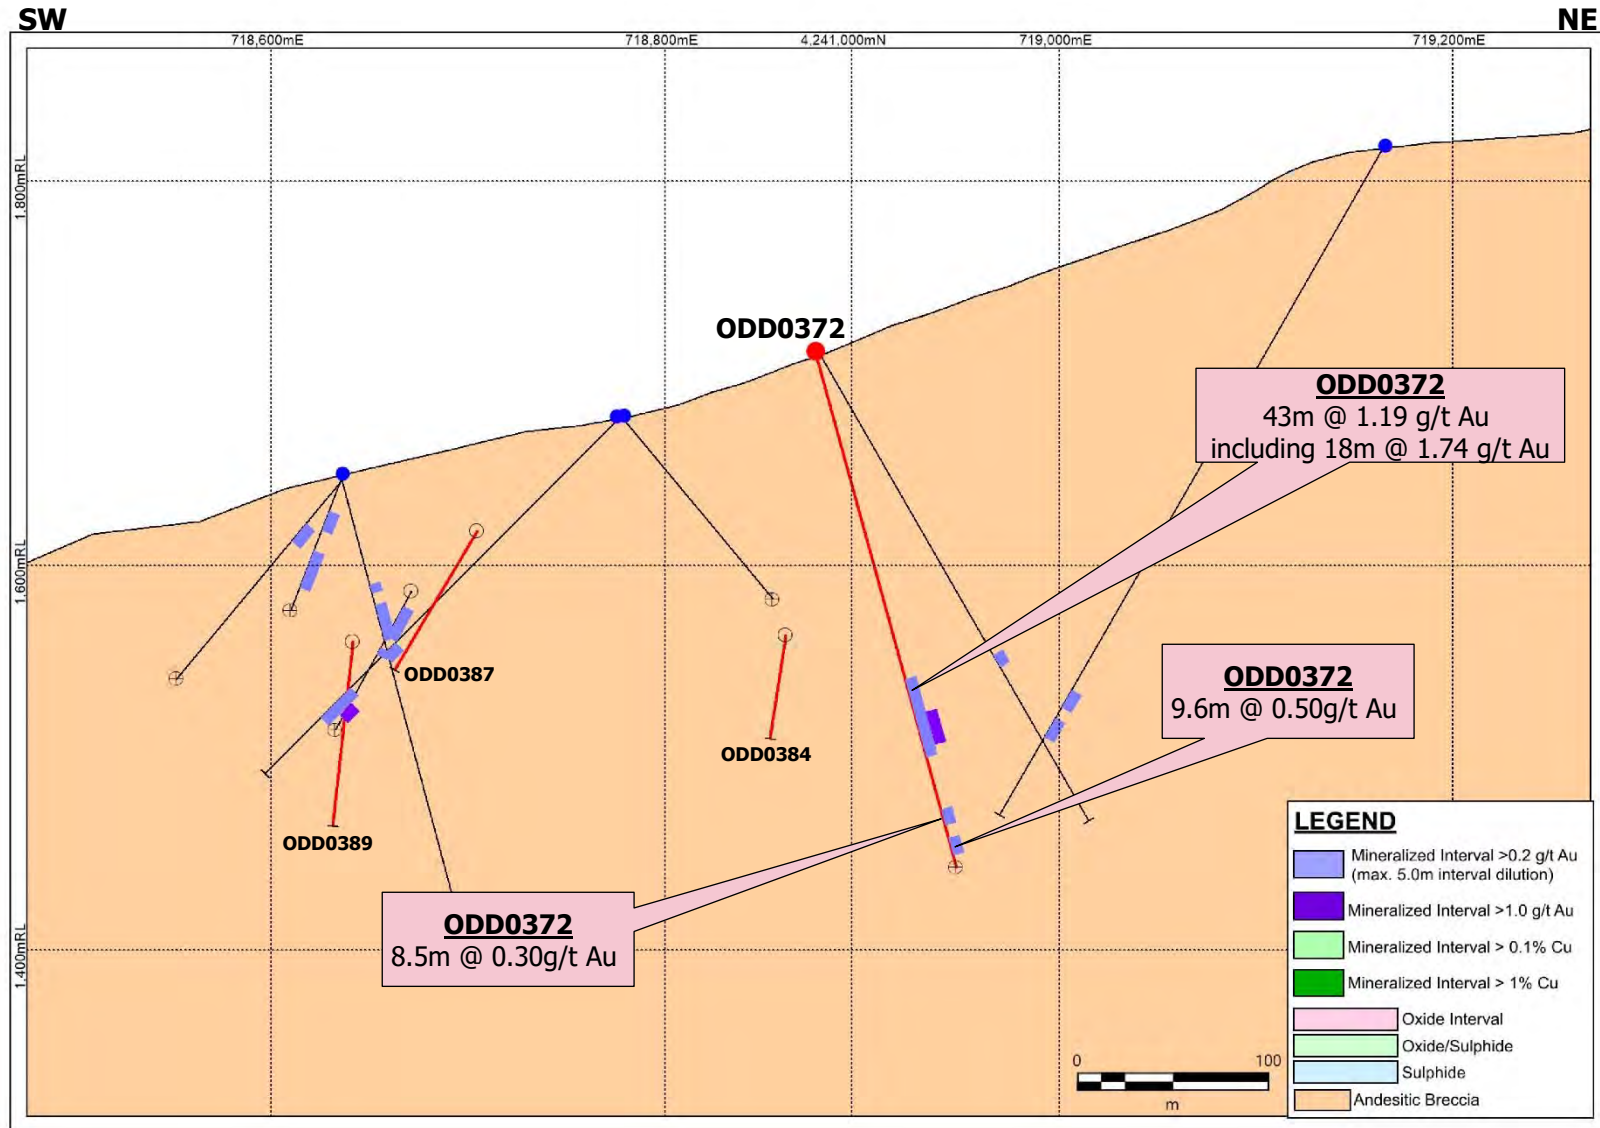 SW
NE
718,600mE
718,800mE
4,241,000mN
719,000mE
719,200mE
1.800mRL
1.600mRL
1.400mRL
ODD0372
ODD0372
43m @ 1.19 g/t Au
including 18m @ 1.74 g/t Au
ODD0387
ODD0372
9.6m @ 0.50g/t Au
ODD0384
ODD0389
ODD0372
8.5m @ 0.30g/t Au
LEGEND
Mineralized Interval >0.2 g/t Au
(max. 5.0m interval dilution)
Mineralized Interval >1.0 g/t Au
Mineralized Interval > 0.1% Cu
Mineralized Interval > 1% Cu
Oxide Interval
Oxide/Sulphide
Sulphide
Andesitic Breccia
0
100
m